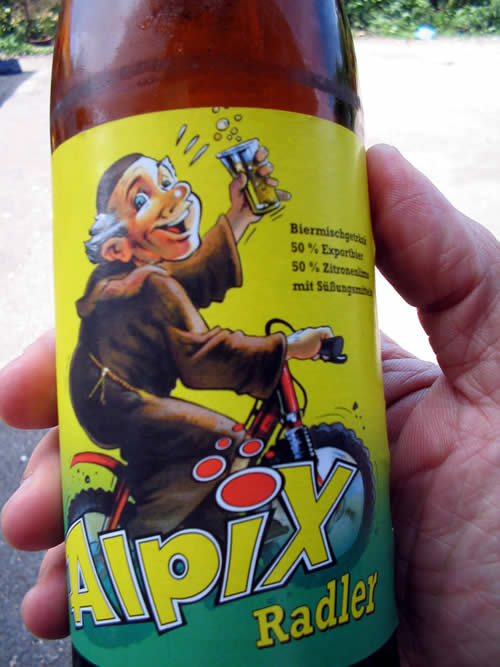 Biermischgetränk
50 % Exportbier
50 % Zitronenlimo
mit Süßungsmitteln
AlpiX
Radler